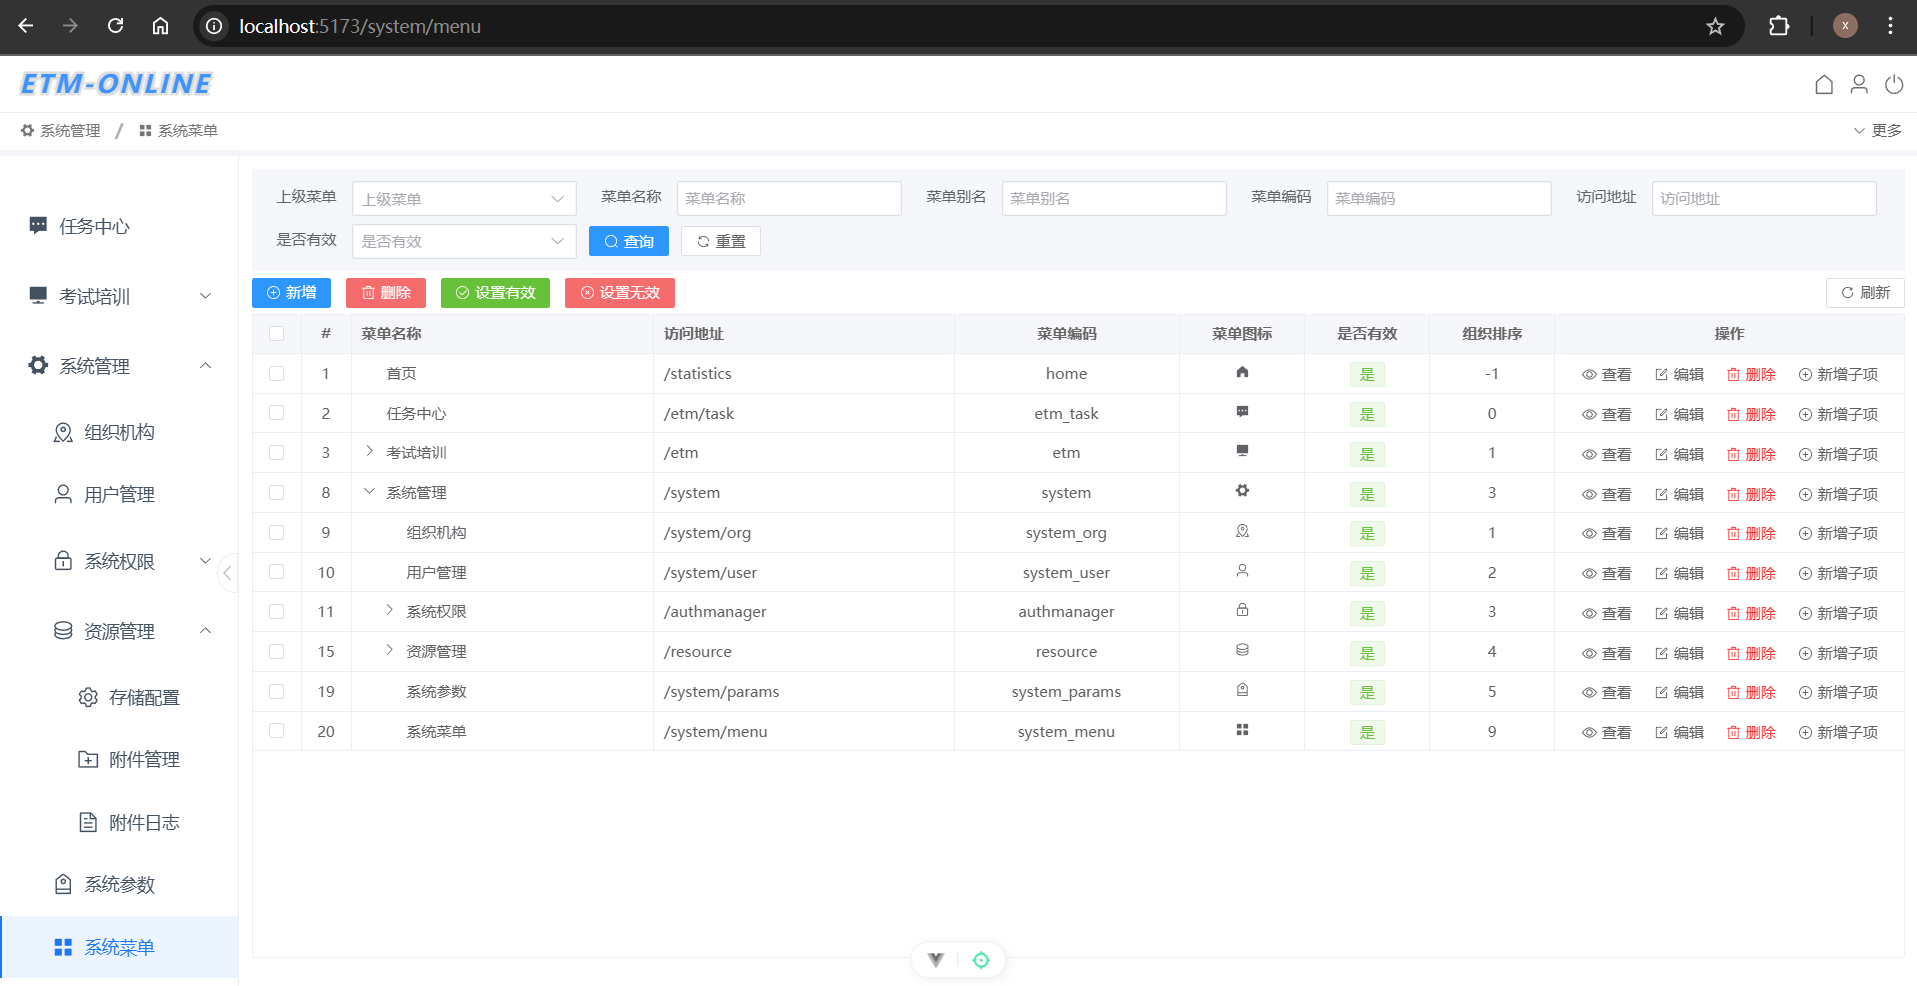 localhost:5173/system/menu
X
ETM-ONLINE
系统管理 / 系统菜单 更多
任务中心
考试培训
系统管理
组织机构
用户管理
系统权限
资源管理
存储配置
附件管理
附件日志
系统参数
系统菜单
上级菜单 上级菜单 菜单名称 菜单名称 菜单别名 菜单别名 菜单编码 菜单编码 访问地址 访问地址
是否有效 是否有效 查询 重置
新增 删除 设置有效 设置无效 刷新
# 菜单名称 访问地址 菜单编码 菜单图标 是否有效 组织排序 操作
1 首页 /statistics home 是 -1 查看 编辑 删除 新增子项
2 任务中心 /etm/task etm_task 是 0 查看 编辑 删除 新增子项
3 考试培训 /etm etm 是 1 查看 编辑 删除 新增子项
8 系统管理 /system system 是 3 查看 编辑 删除 新增子项
9 组织机构 /system/org system_org 是 1 查看 编辑 删除 新增子项
10 用户管理 /system/user system_user 是 2 查看 编辑 删除 新增子项
11 系统权限 /authmanager authmanager 是 3 查看 编辑 删除 新增子项
15 资源管理 /resource resource 是 4 查看 编辑 删除 新增子项
19 系统参数 /system/params system_params 是 5 查看 编辑 删除 新增子项
20 系统菜单 /system/menu system_menu 是 9 查看 编辑 删除 新增子项